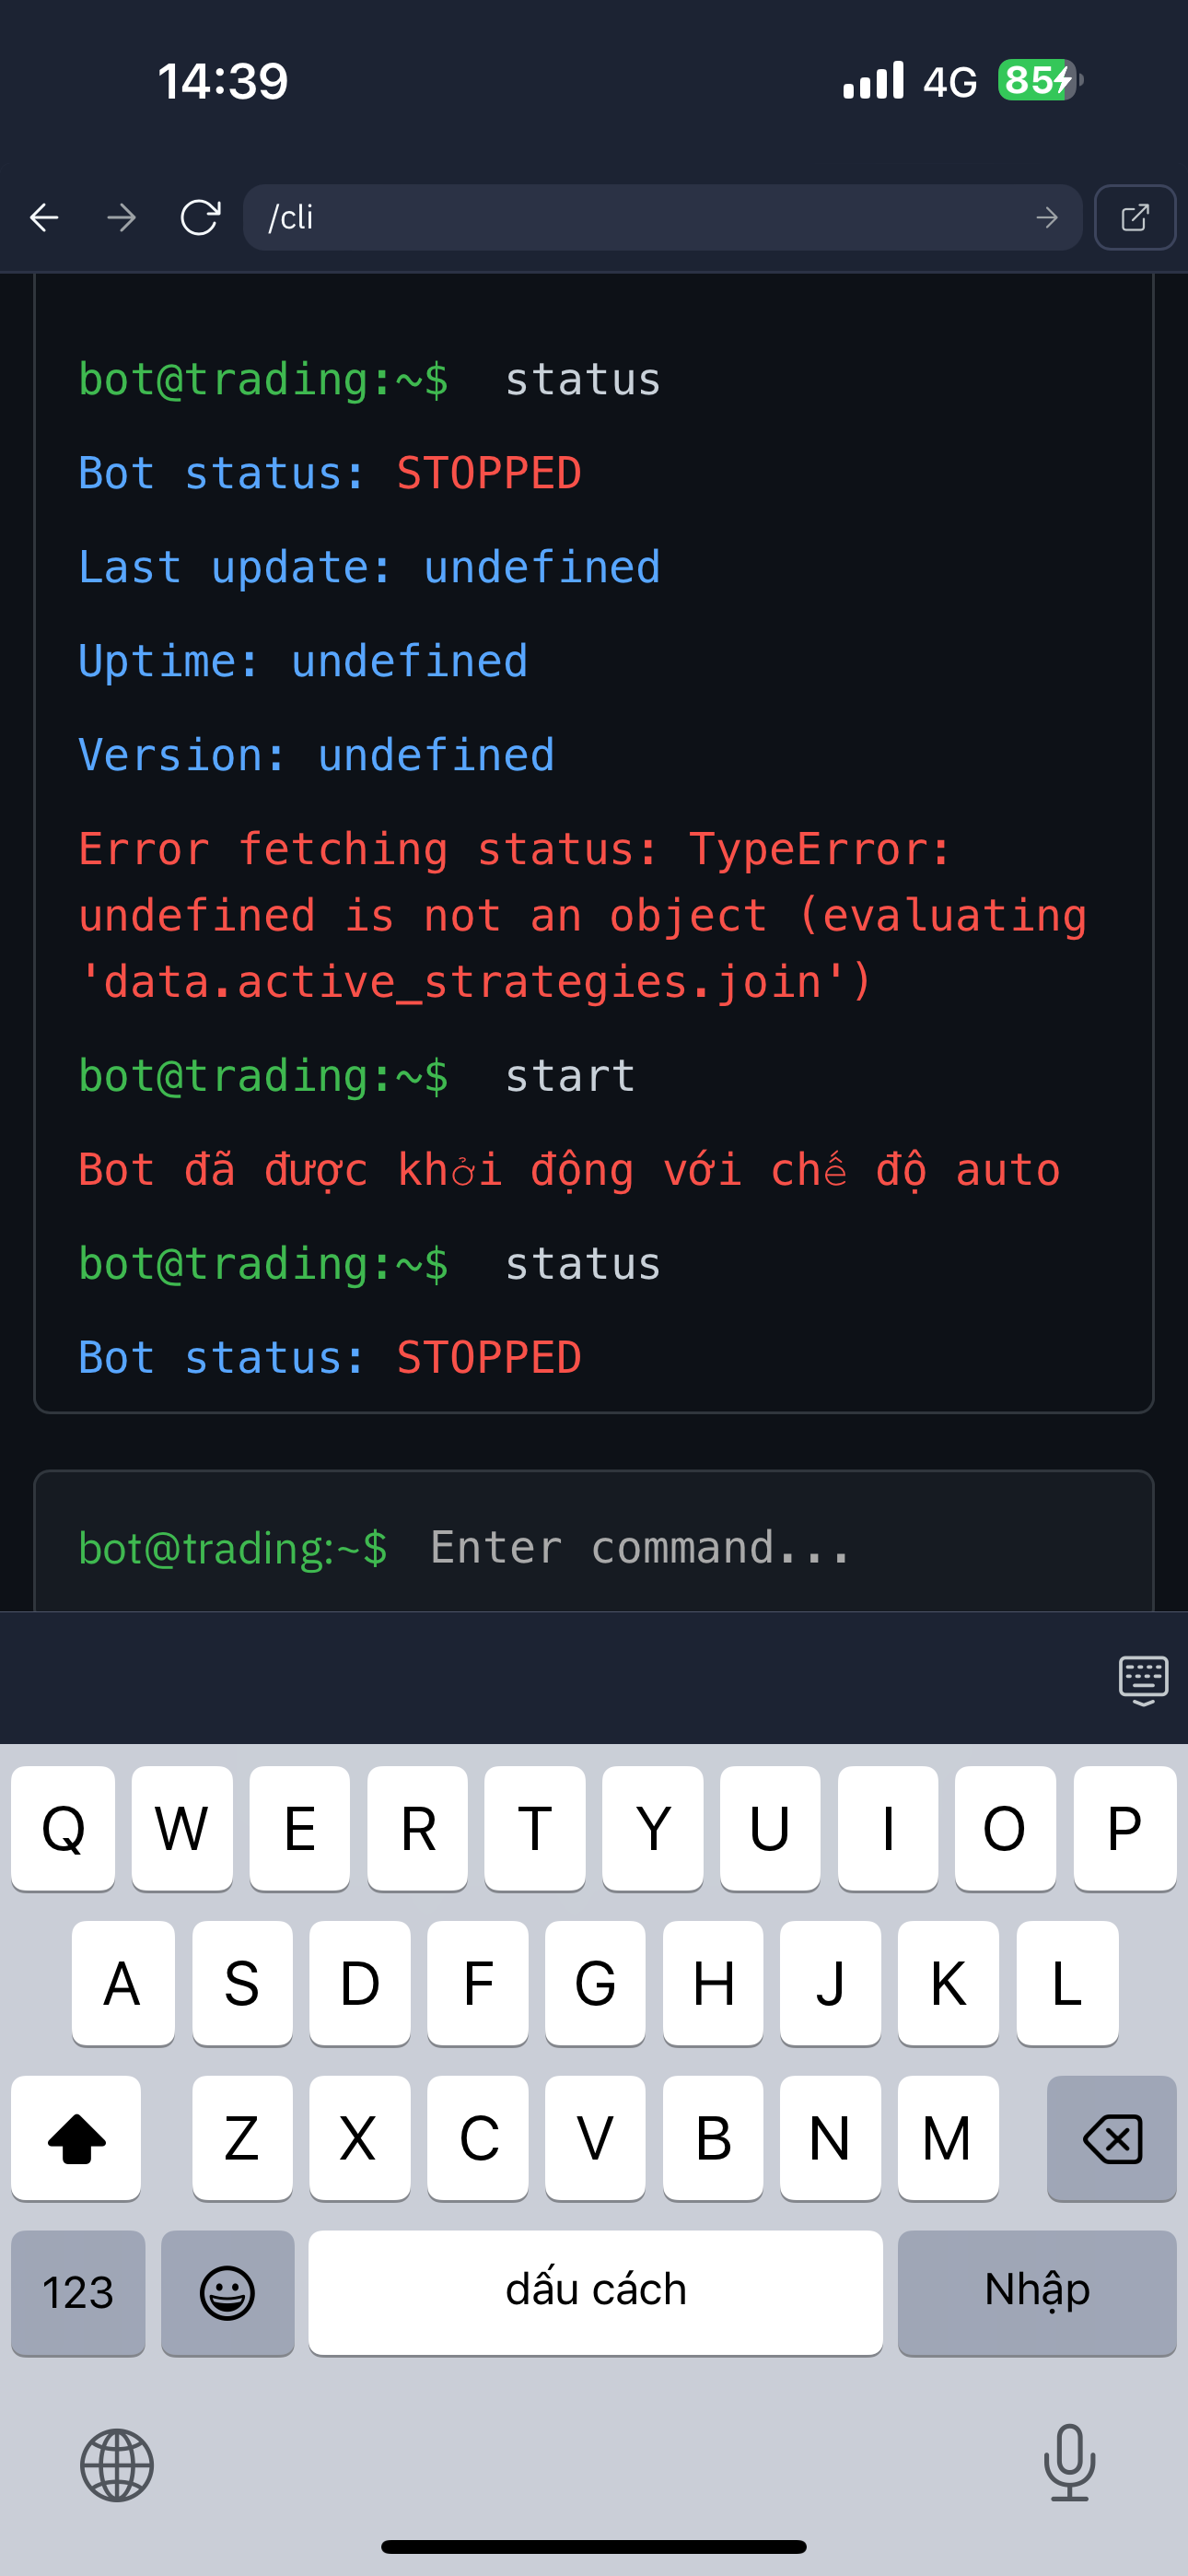 14:39
4G
85
/cli
bot@trading:~$ status
Bot status: STOPPED
Last update: undefined
Uptime: undefined
Version: undefined
Error fetching status: TypeError:
undefined is not an object (evaluating
'data.active_strategies.join')
bot@trading:~$ start
Bot đã được khởi động với chế độ auto
bot@trading:~$ status
Bot status: STOPPED
bot@trading:~$ Enter command...
Q W E R T Y U I O P
A S D F G H J K L
Z X C V B N M
123 dấu cách Nhập